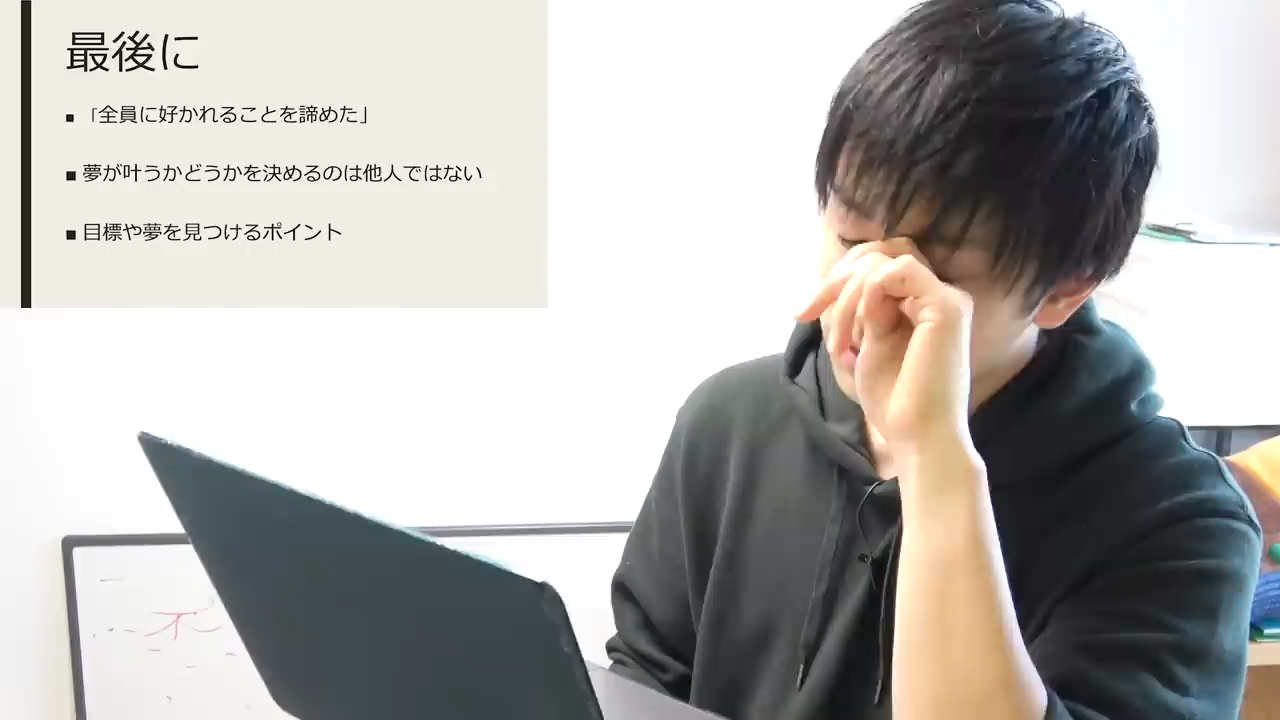 最後に
■ 「全員に好かれることを諦めた」
■ 夢が叶うかどうかを決めるのは他人ではない
■ 目標や夢を見つけるポイント
不